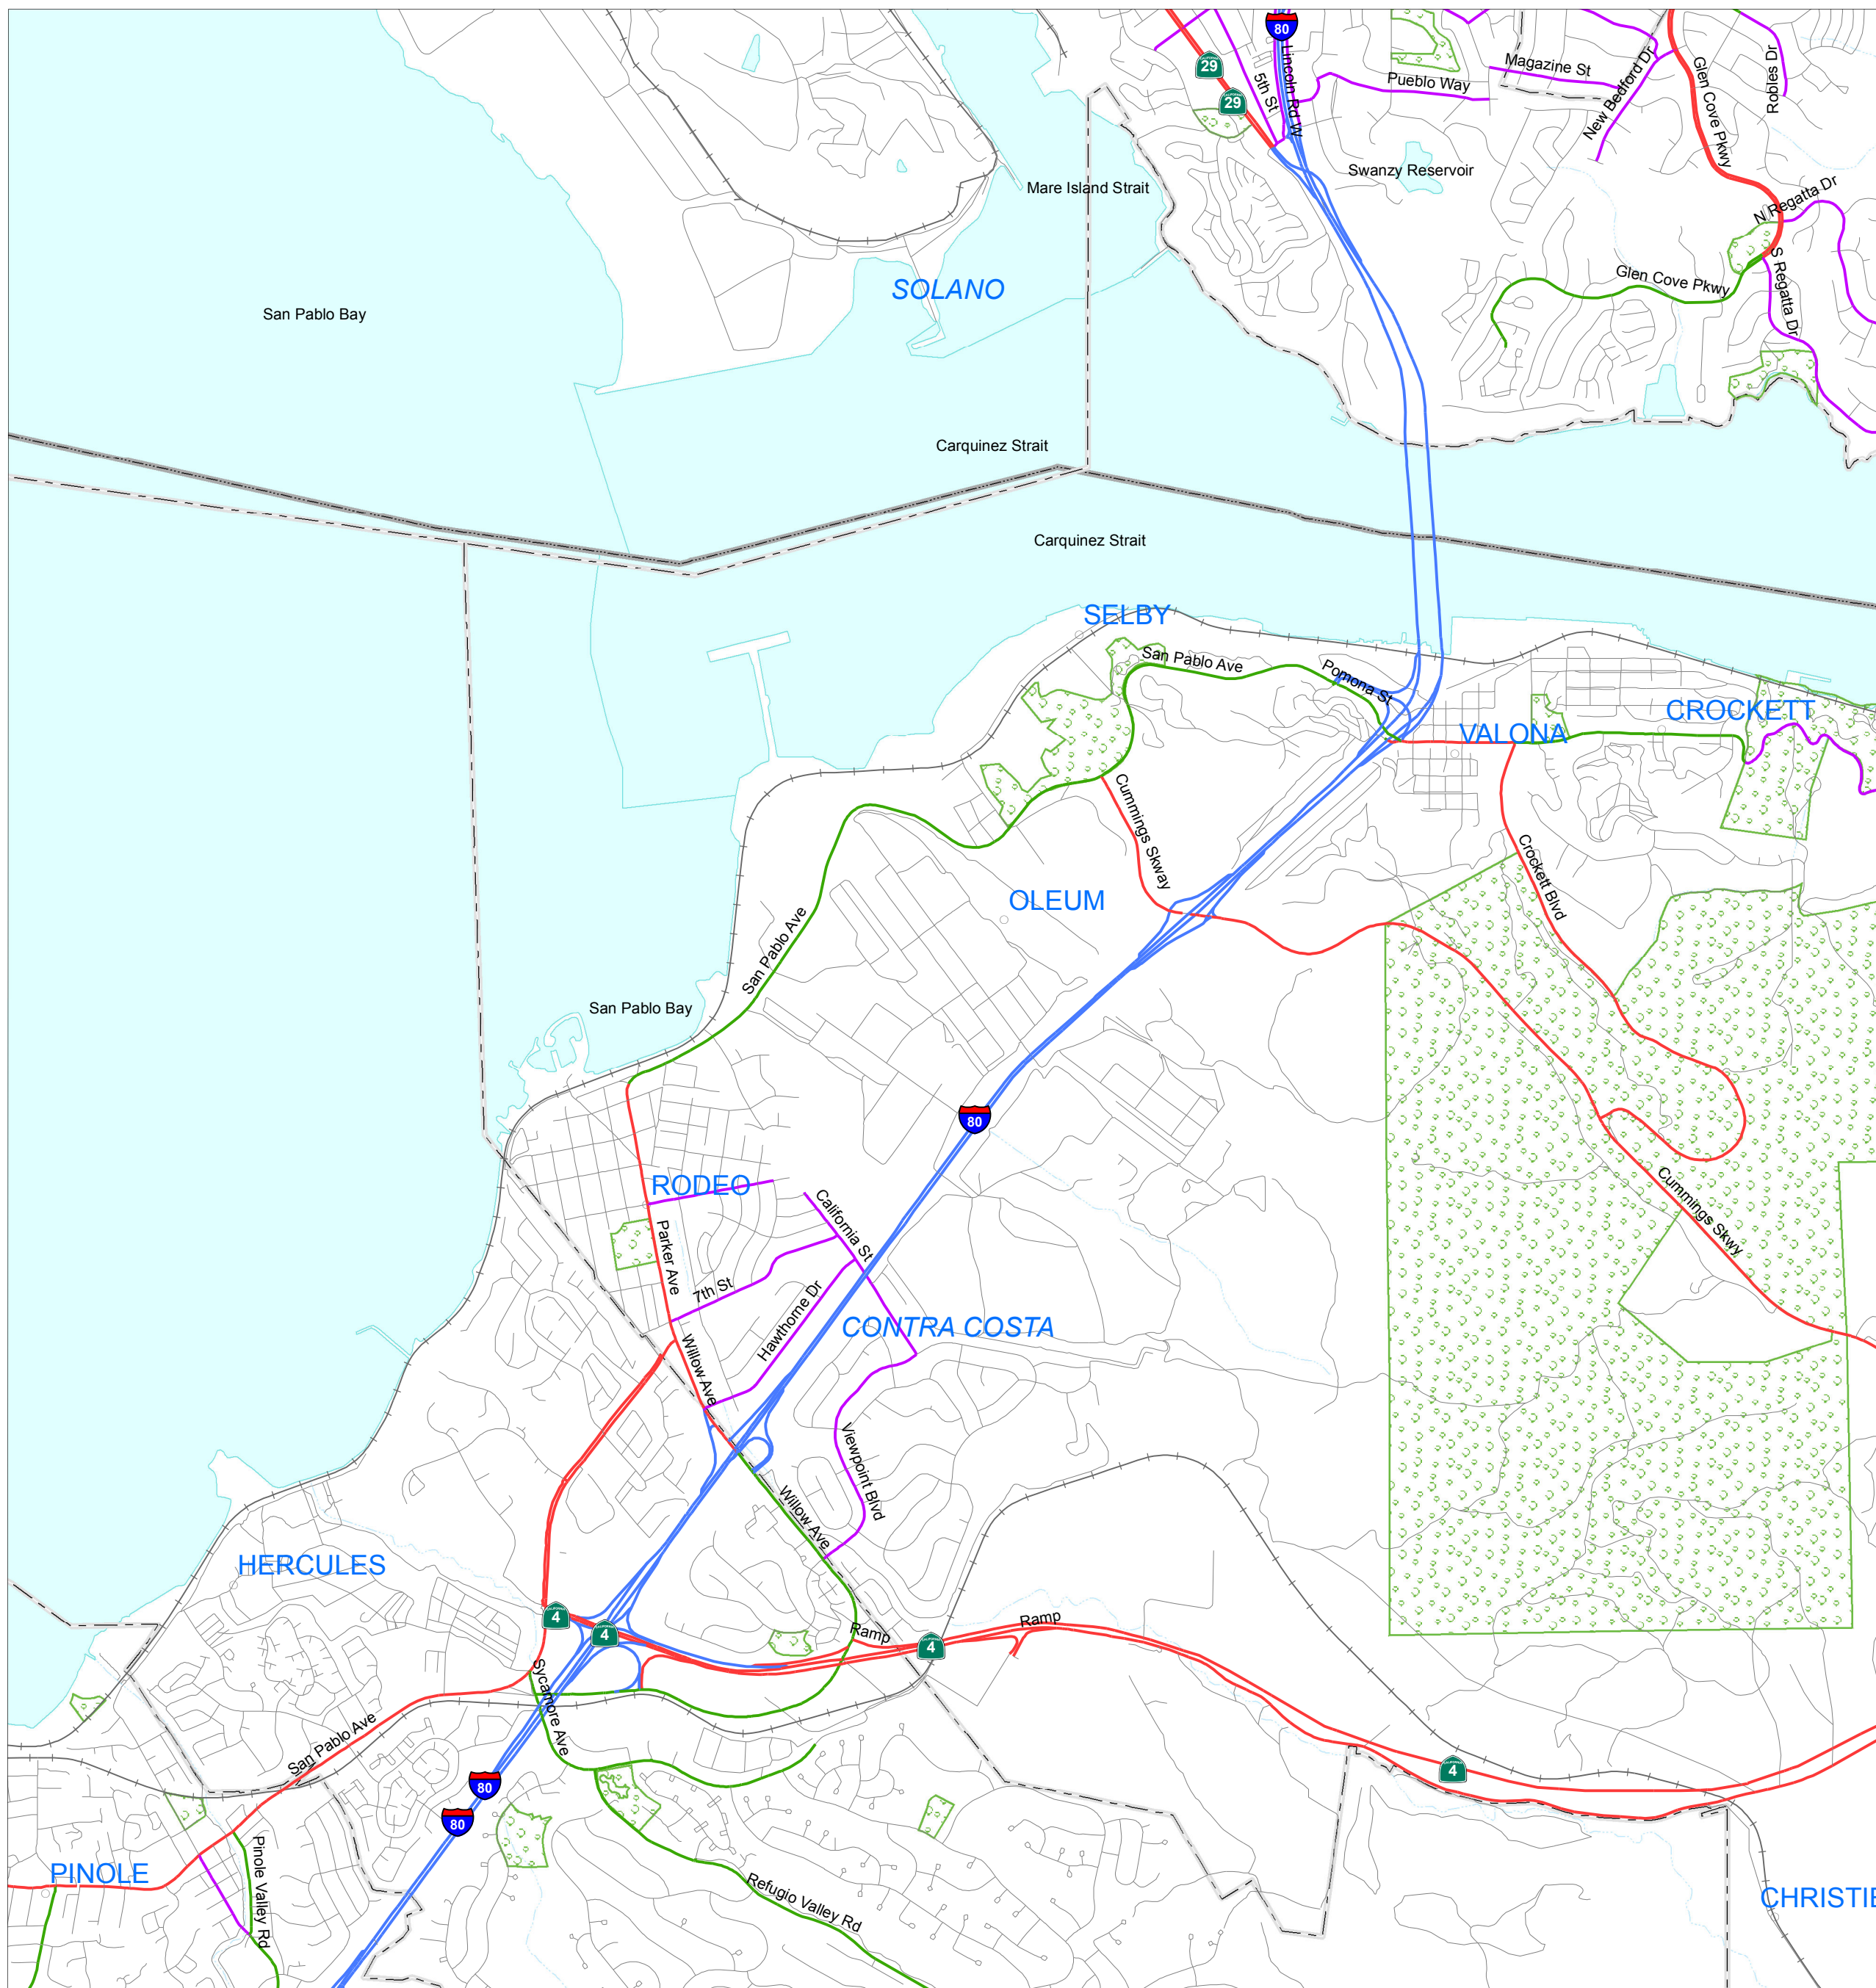 80
Lincoln Rd W
29
29
5th St
Pueblo Way
Magazine St
New Bedford Dr
Glen Cove Pkwy
Robles Dr
Swanzy Reservoir
Mare Island Strait
N Regatta Dr
S Regatta Dr
Glen Cove Pkwy
SOLANO
San Pablo Bay
Carquinez Strait
Carquinez Strait
SELBY
San Pablo Ave
Pomona St
VALONA
CROCKETT
Cummings Skway
Crockett Blvd
OLEUM
San Pablo Ave
San Pablo Bay
80
RODEO
California St
Parker Ave
7th St
Hawthorne Dr
Cummings Skwy
CONTRA COSTA
Willow Ave
Viewpoint Blvd
Willow Ave
HERCULES
4
4
Ramp
4
Ramp
Sycamore Ave
San Pablo Ave
80
80
4
PINOLE
Pinole Valley Rd
Refugio Valley Rd
CHRISTIE